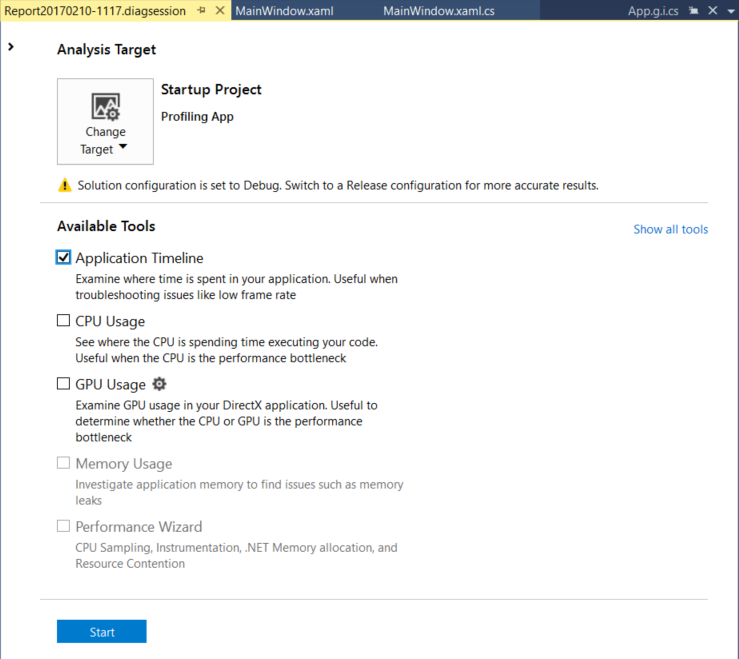 Report20170210-1117.diagsession MainWindow.xaml MainWindow.xaml.cs App.g.i.cs
Analysis Target
Change
Target
Startup Project
Profiling App
Solution configuration is set to Debug. Switch to a Release configuration for more accurate results.
Available Tools
Show all tools
Application Timeline
Examine where time is spent in your application. Useful when
troubleshooting issues like low frame rate
CPU Usage
See where the CPU is spending time executing your code.
Useful when the CPU is the performance bottleneck
GPU Usage
Examine GPU usage in your DirectX application. Useful to
determine whether the CPU or GPU is the performance
bottleneck
Memory Usage
Investigate application memory to find issues such as memory
leaks
Performance Wizard
CPU Sampling, Instrumentation, .NET Memory allocation, and
Resource Contention
Start